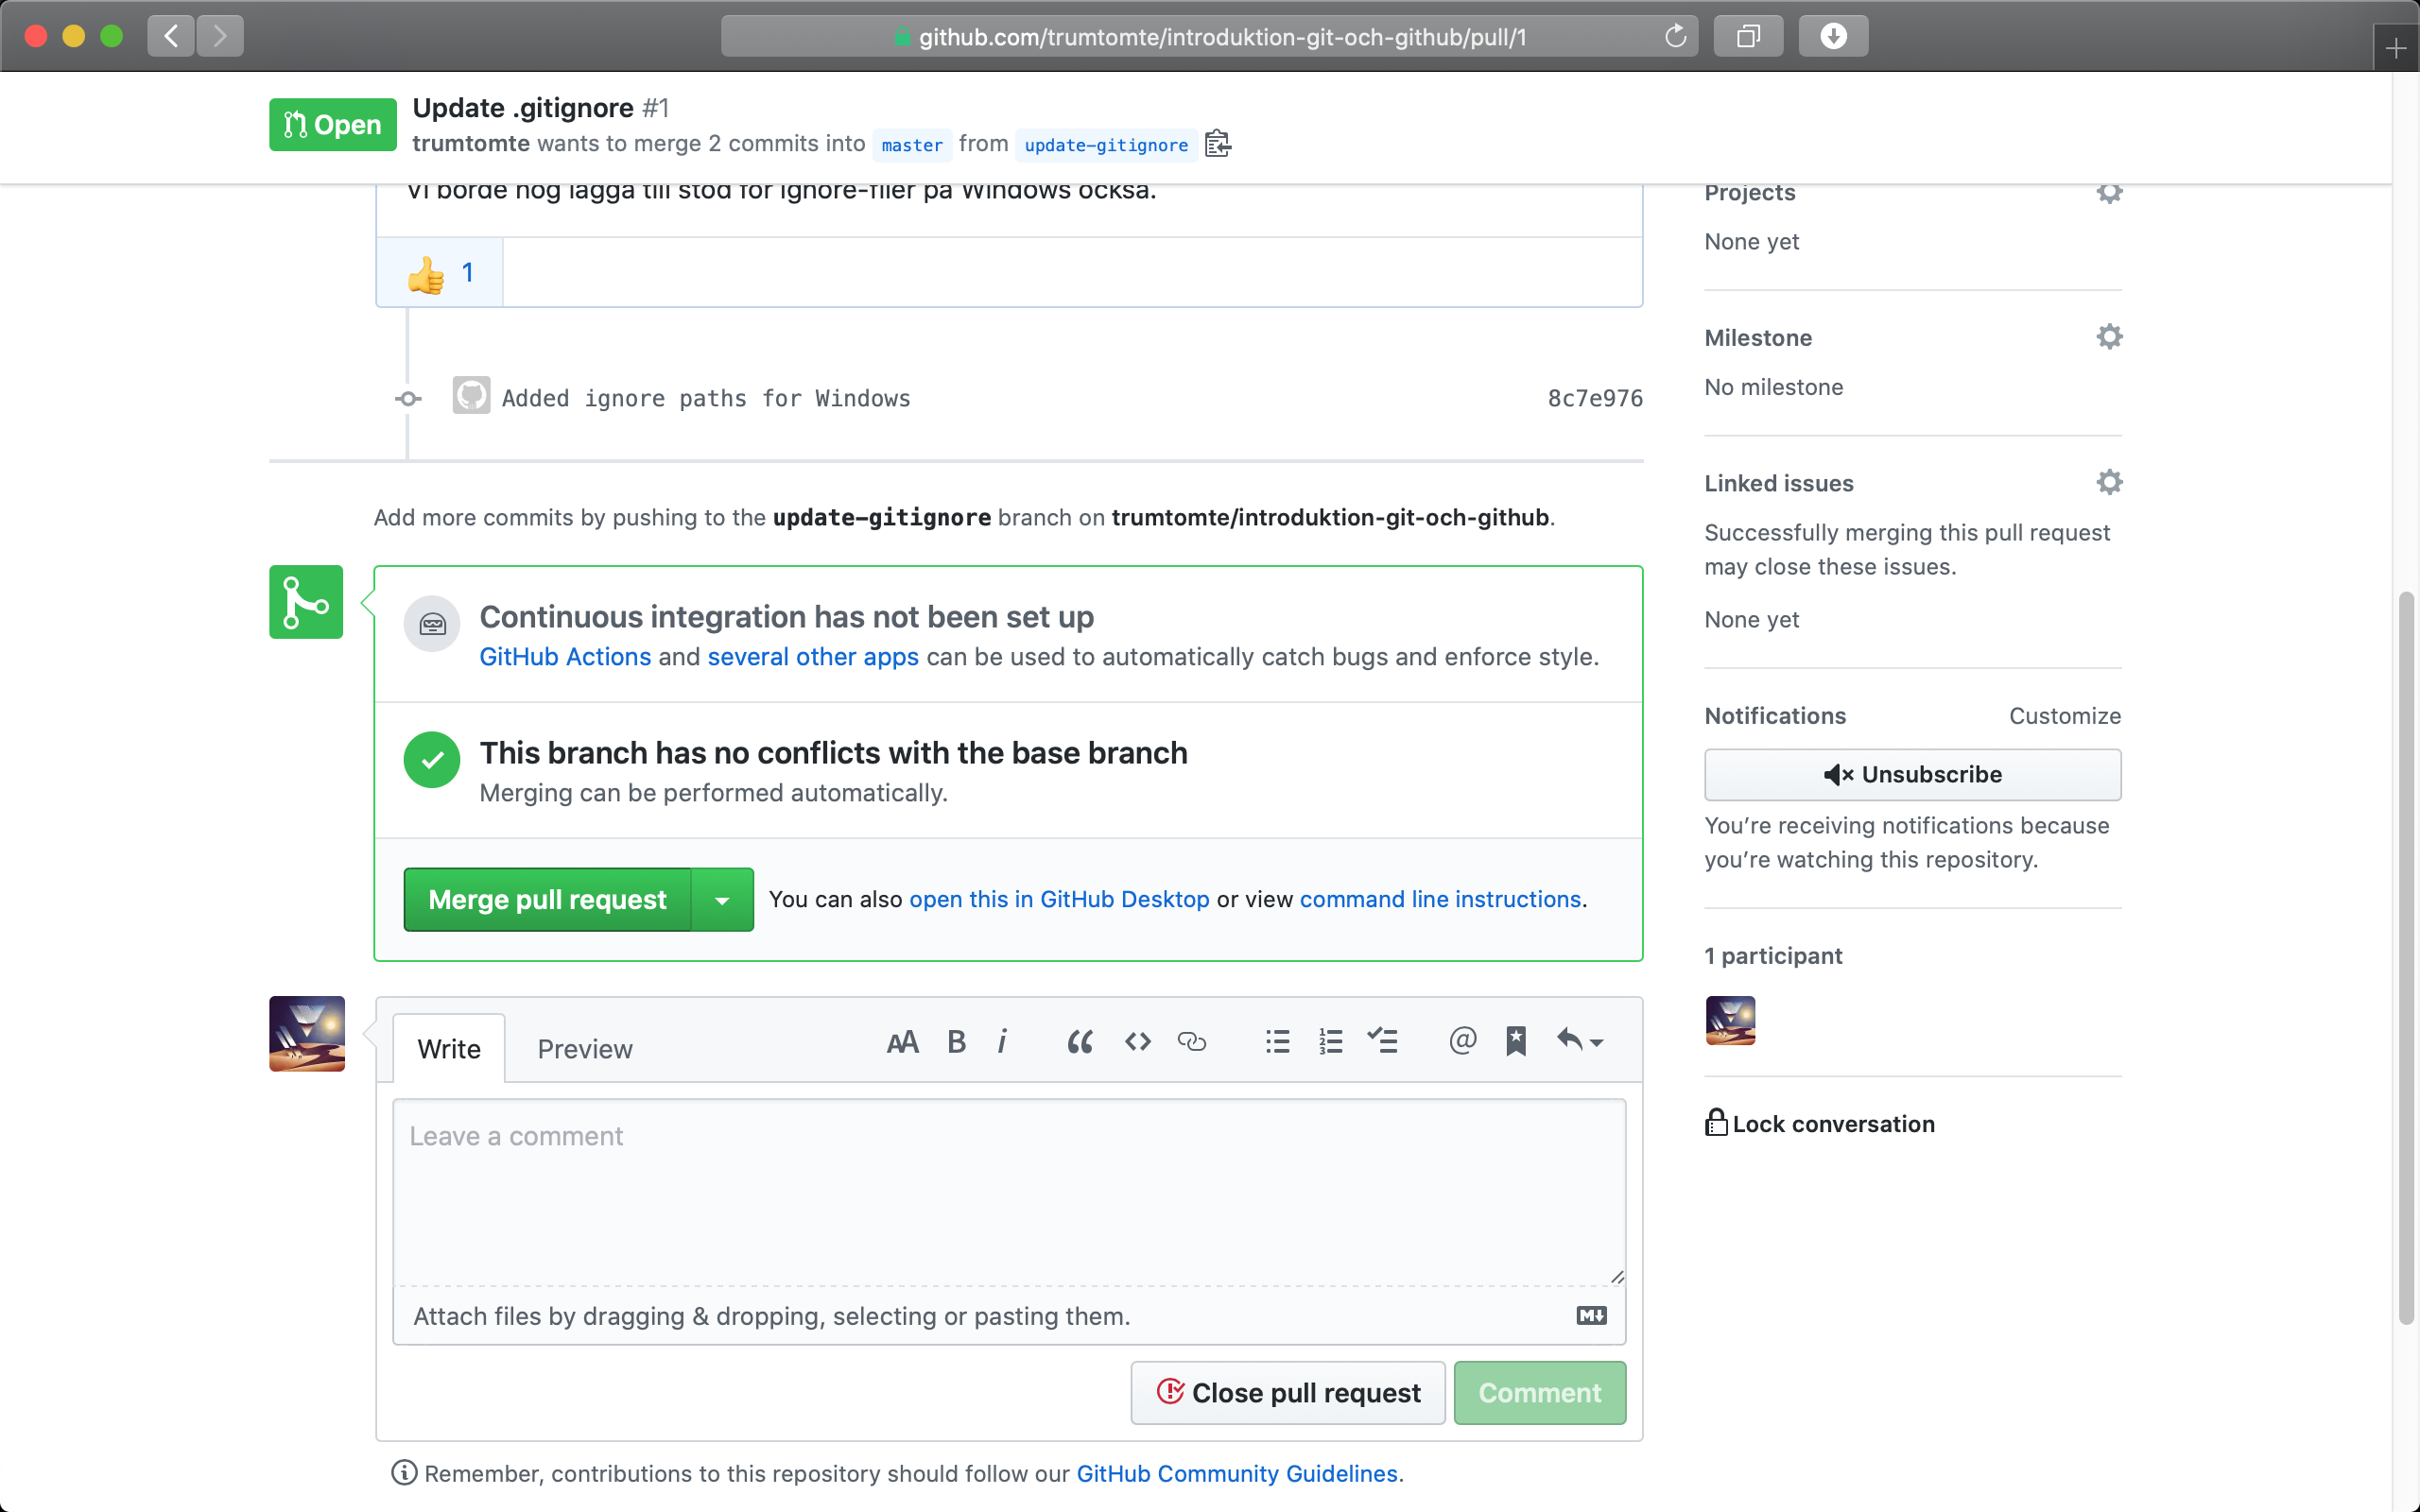 github.com/trumtomte/introduktion-git-och-github/pull/1
Open
Update .gitignore #1
trumtomte wants to merge 2 commits into master from update-gitignore
Vi borde nog lägga till stöd för ignore-filer på Windows också.
👍 1
Added ignore paths for Windows 8c7e976
Add more commits by pushing to the update-gitignore branch on trumtomte/introduktion-git-och-github.
Continuous integration has not been set up
GitHub Actions and several other apps can be used to automatically catch bugs and enforce style.
This branch has no conflicts with the base branch
Merging can be performed automatically.
Merge pull request
You can also open this in GitHub Desktop or view command line instructions.
Write Preview
Leave a comment
Attach files by dragging & dropping, selecting or pasting them.
Close pull request
Comment
Remember, contributions to this repository should follow our GitHub Community Guidelines.
Projects
None yet
Milestone
No milestone
Linked issues
Successfully merging this pull request
may close these issues.
None yet
Notifications Customize
Unsubscribe
You’re receiving notifications because
you’re watching this repository.
1 participant
Lock conversation